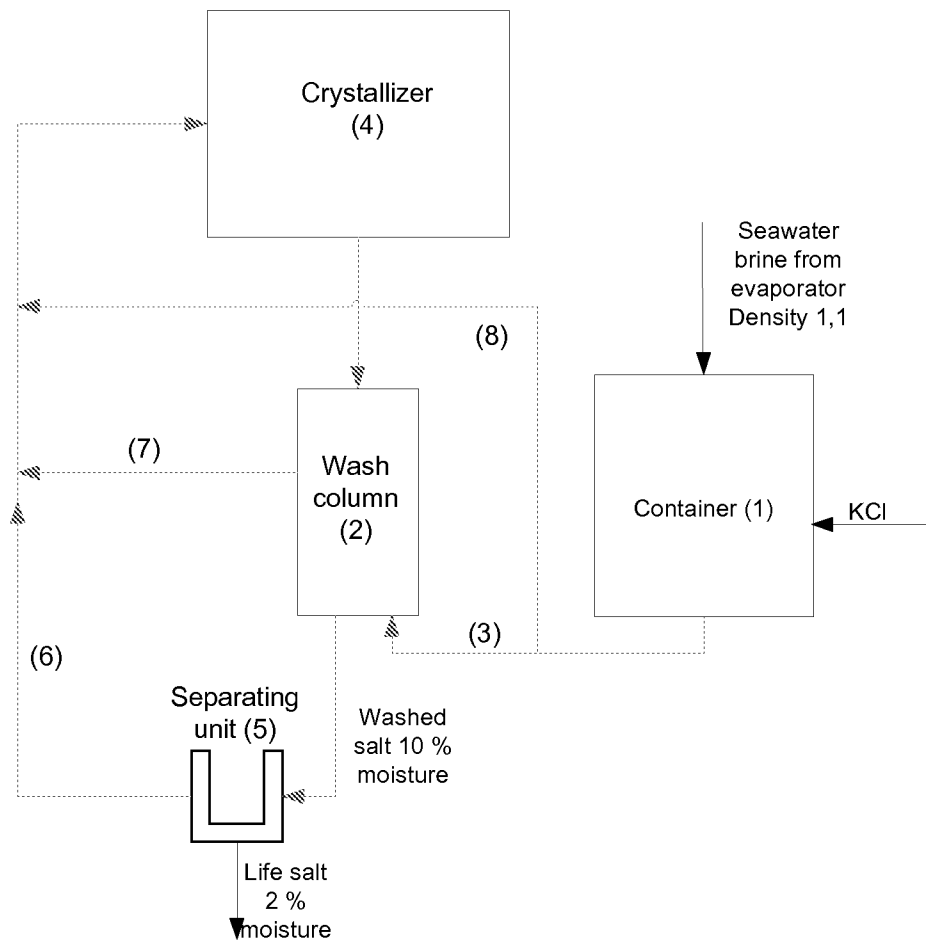 Crystallizer
(4)
Seawater
brine from
evaporator
Density 1,1
(8)
(7)
Wash
column
(2)
Container (1)
KCl
(3)
(6)
Separating
unit (5)
Washed
salt 10 %
moisture
Life salt
2 %
moisture